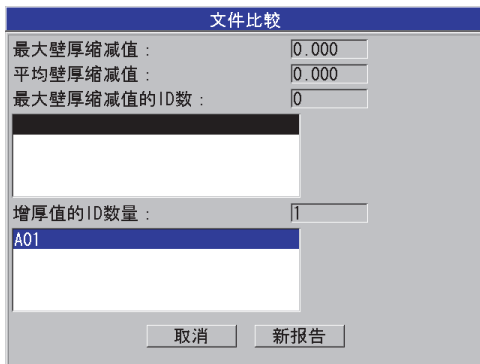 文件比較
最大壁厚缩减值： 0.000
平均壁厚缩减值： 0.000
最大壁厚缩减值的ID数： 0
增厚值的ID数量： 1
A01
取消 新报告